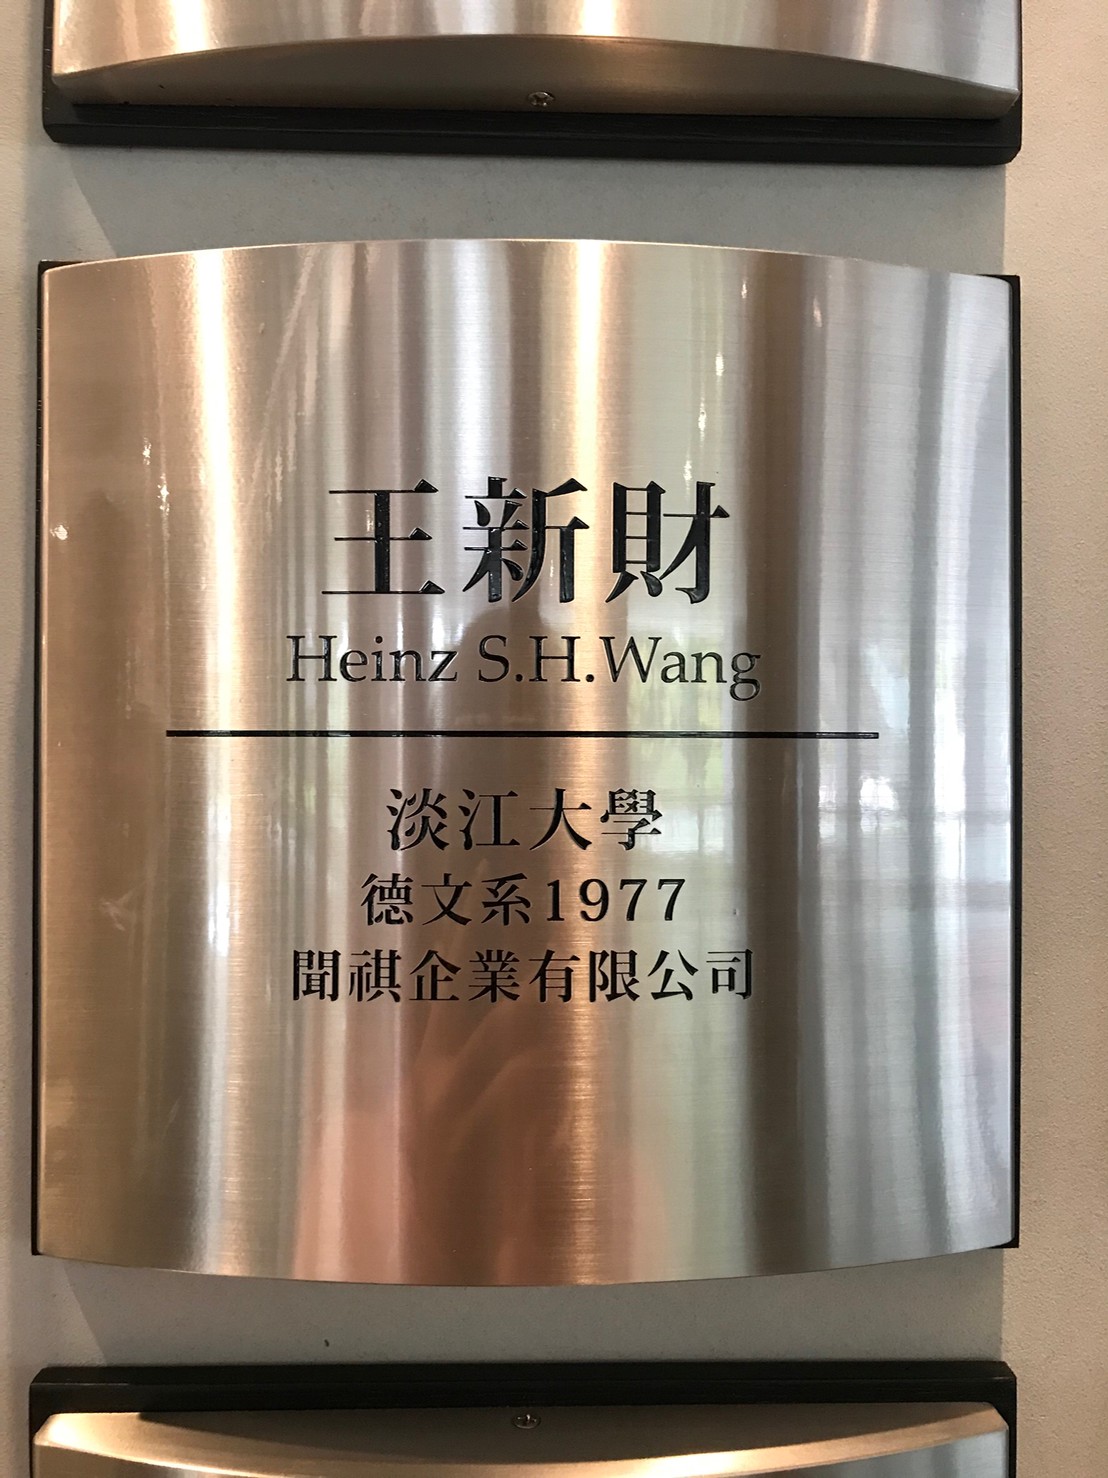 王新財
Heinz S.H.Wang
淡江大學
德文系1977
聞祺企業有限公司